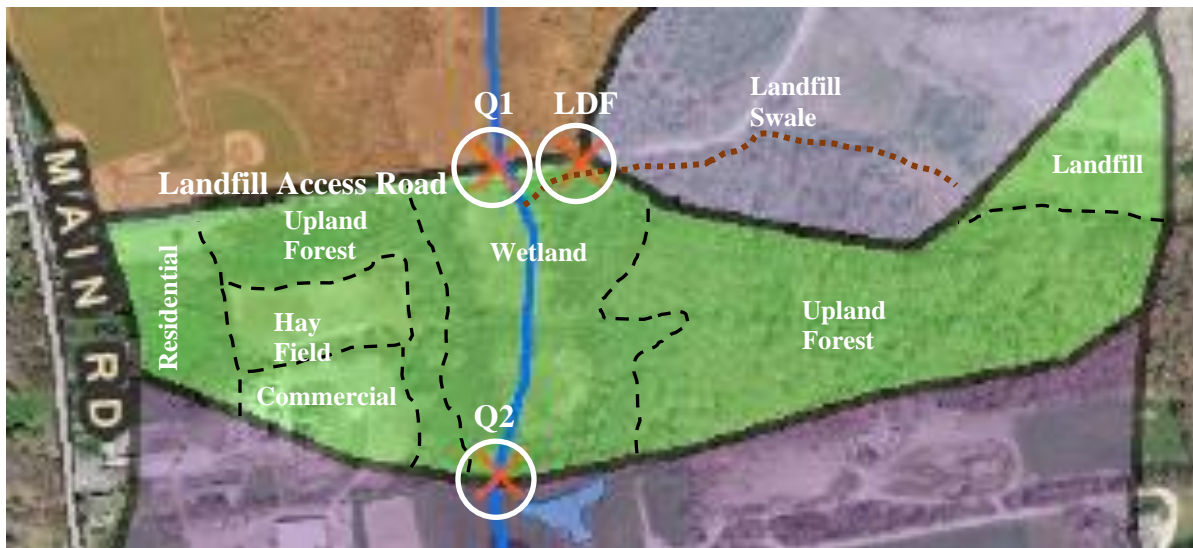 Q1
LDF
Landfill
Swale
Landfill
MAIN RD
Landfill Access Road
Upland
Forest
Wetland
Residential
Hay
Field
Upland
Forest
Commercial
Q2